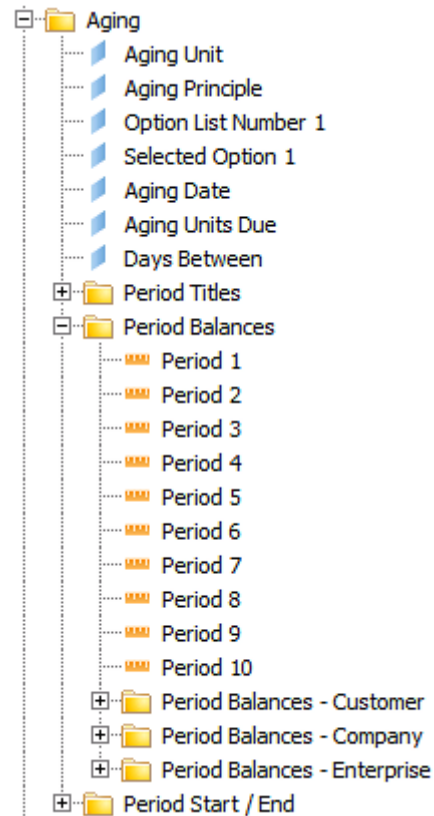 Aging
Aging Unit
Aging Principle
Option List Number 1
Selected Option 1
Aging Date
Aging Units Due
Days Between
Period Titles
Period Balances
Period 1
Period 2
Period 3
Period 4
Period 5
Period 6
Period 7
Period 8
Period 9
Period 10
Period Balances - Customer
Period Balances - Company
Period Balances - Enterprise
Period Start / End